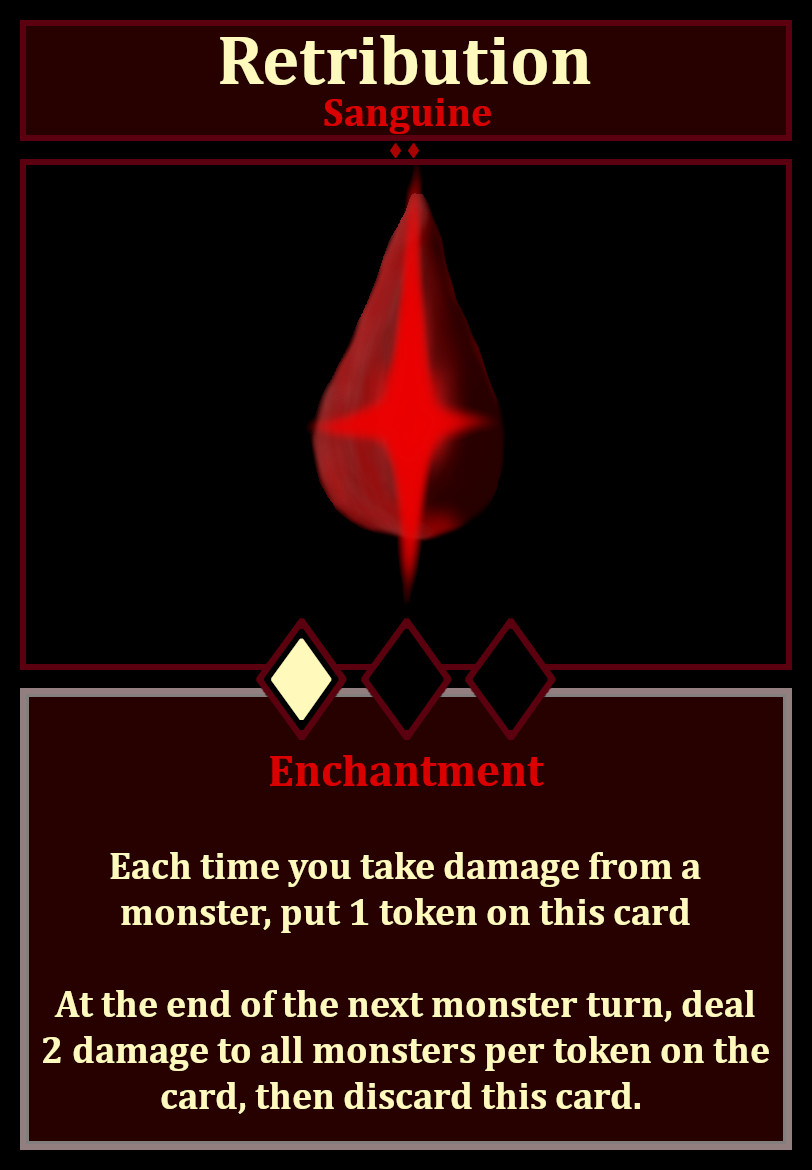 Retribution
Sanguine
Enchantment
Each time you take damage from a
monster, put 1 token on this card
At the end of the next monster turn, deal
2 damage to all monsters per token on the
card, then discard this card.